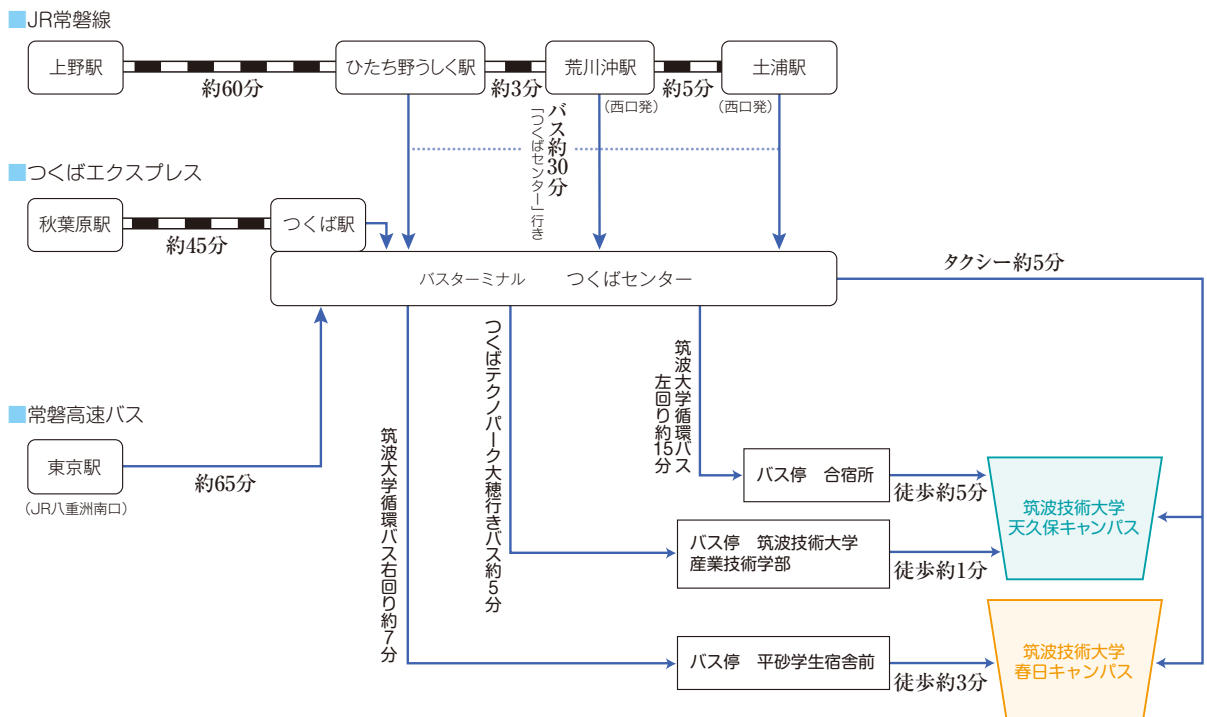 JR常磐線
上野駅
約60分
ひたち野うしく駅
約3分
荒川沖駅
(西口発)
約5分
土浦駅
(西口発)
バス約30分
「つくばセンター」行き
つくばエクスプレス
秋葉原駅
約45分
つくば駅
バスターミナル つくばセンター
タクシー約5分
常磐高速バス
東京駅
(JR八重洲南口)
約65分
筑波大学循環バス右回り約7分
つくばテクノパーク大穂行きバス約5分
筑波大学循環バス
左回り約15分
バス停 合宿所
徒歩約5分
バス停 筑波技術大学
産業技術学部
徒歩約1分
バス停 平砂学生宿舎前
徒歩約3分
筑波技術大学
天久保キャンパス
筑波技術大学
春日キャンパス